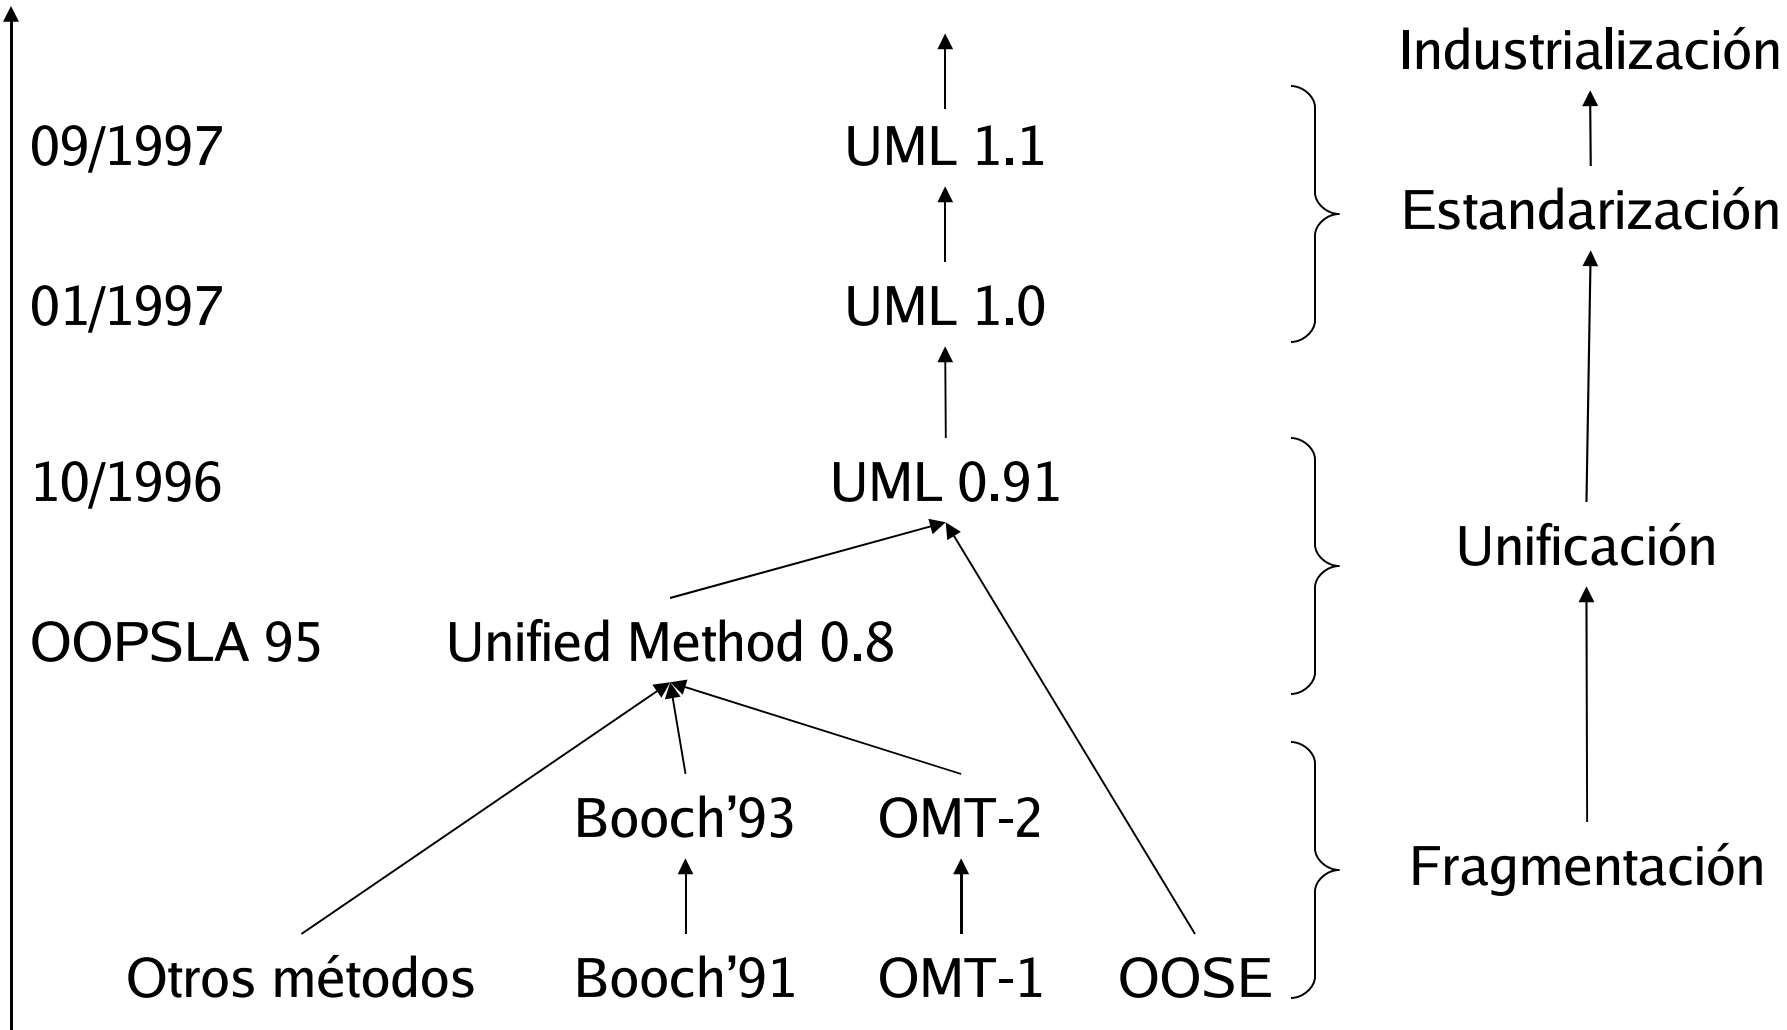 Industrialización
09/1997 UML 1.1
Estandarización
01/1997 UML 1.0
10/1996 UML 0.91
Unificación
OOPSLA 95 Unified Method 0.8
Booch’93 OMT-2
Fragmentación
Otros métodos Booch’91 OMT-1 OOSE